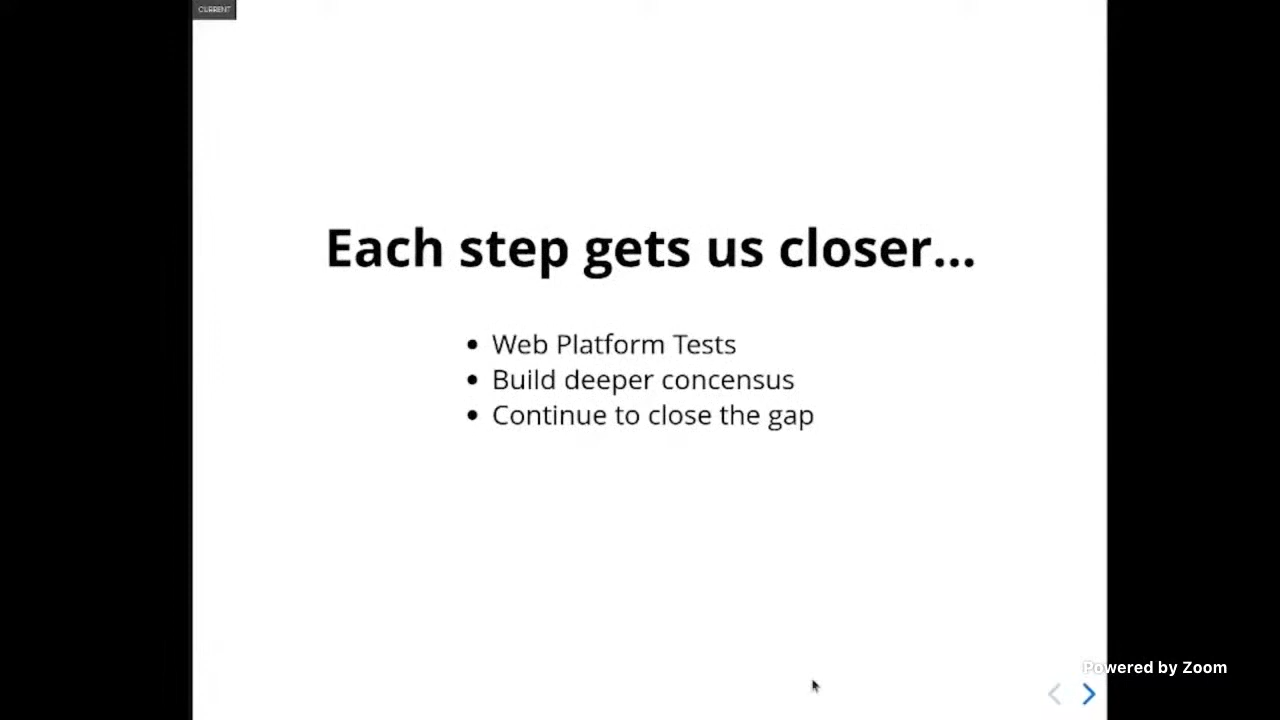 CURRENT
Each step gets us closer...
Web Platform Tests
Build deeper concensus
Continue to close the gap
Powered by Zoom